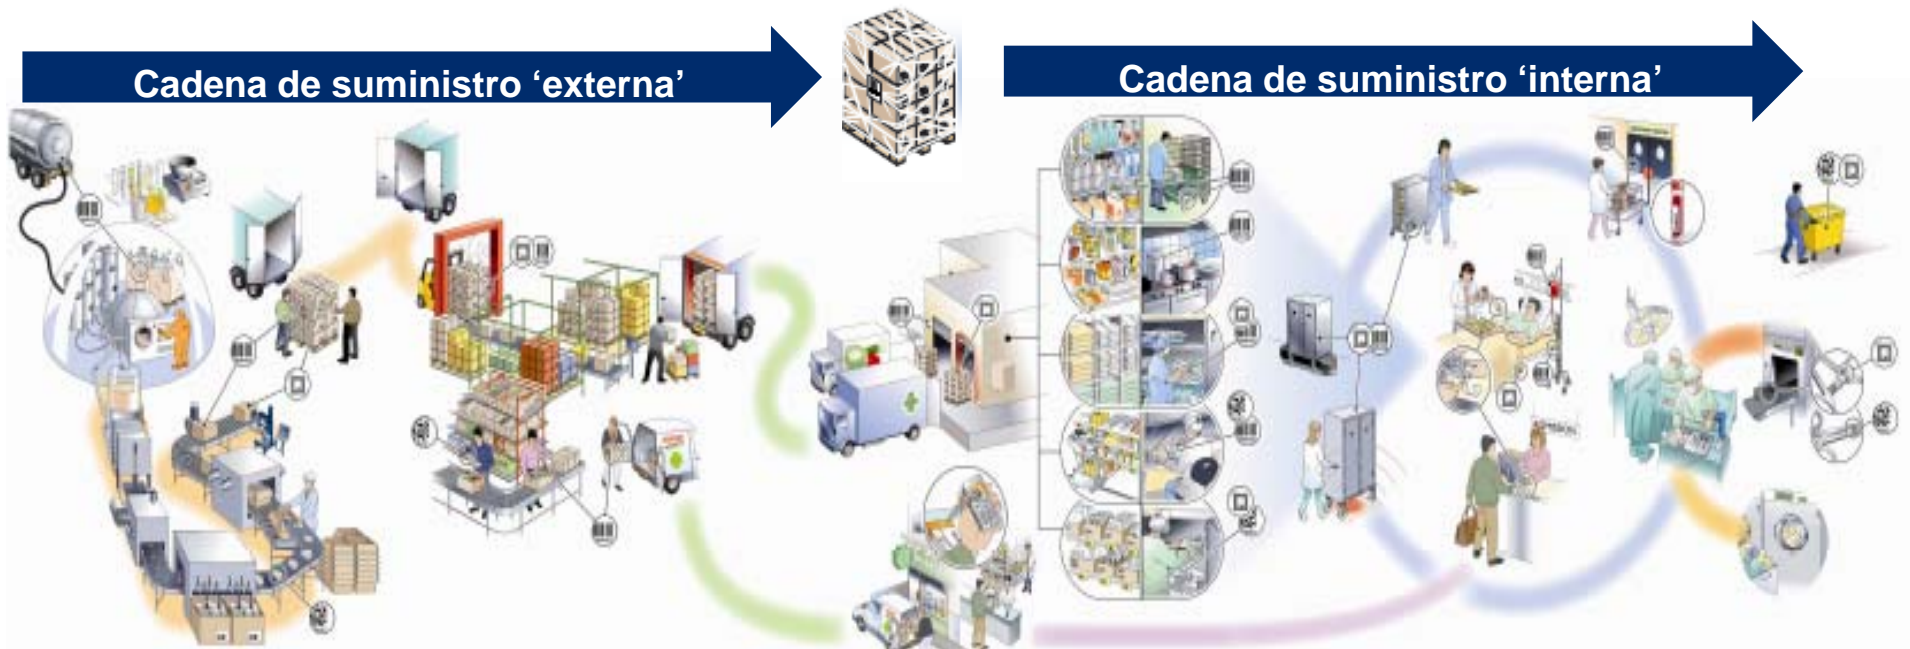 Cadena de suministro ‘externa’
Cadena de suministro ‘interna’